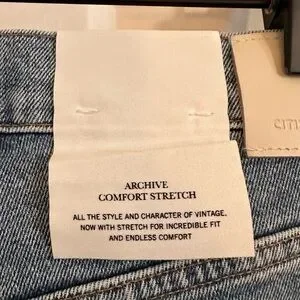 CITI
ARCHIVE
COMFORT STRETCH
ALL THE STYLE AND CHARACTER OF VINTAGE,
NOW WITH STRETCH FOR INCREDIBLE FIT
AND ENDLESS COMFORT